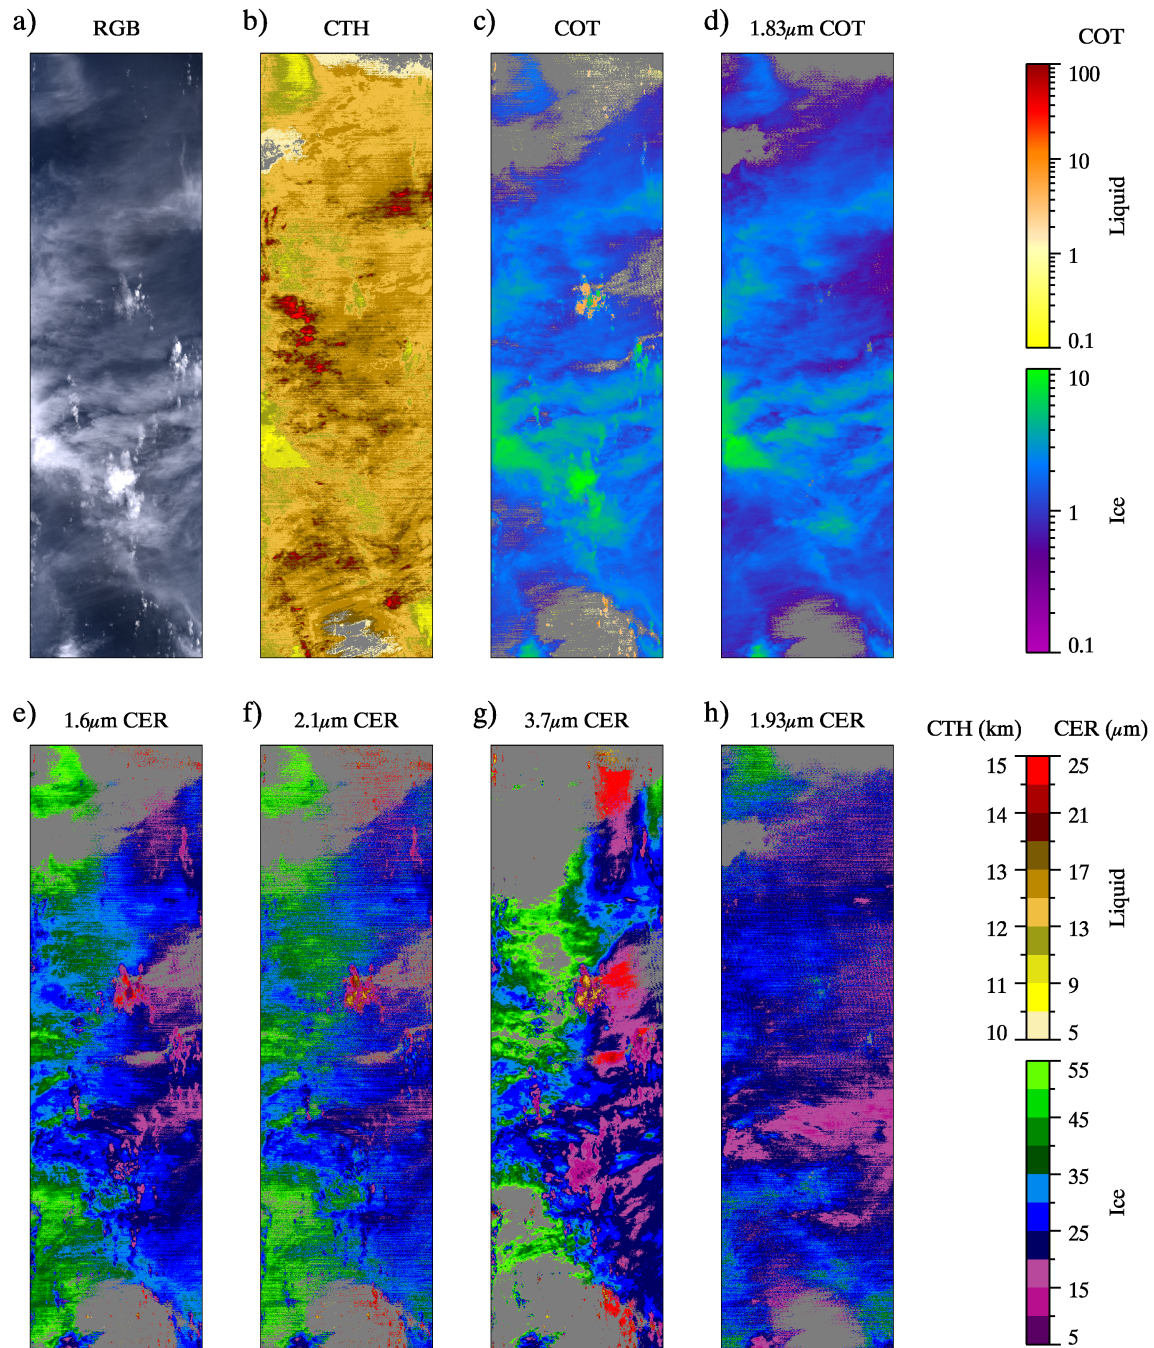 a) RGB
b) CTH
c) COT
d) 1.83μm COT
COT
100
10
1
0.1
Liquid
10
1
0.1
Ice
e) 1.6μm CER
f) 2.1μm CER
g) 3.7μm CER
h) 1.93μm CER
CTH (km) CER (μm)
15 25
14 21
13 17
12 13
11 9
10 5
Liquid
55
45
35
25
15
5
Ice